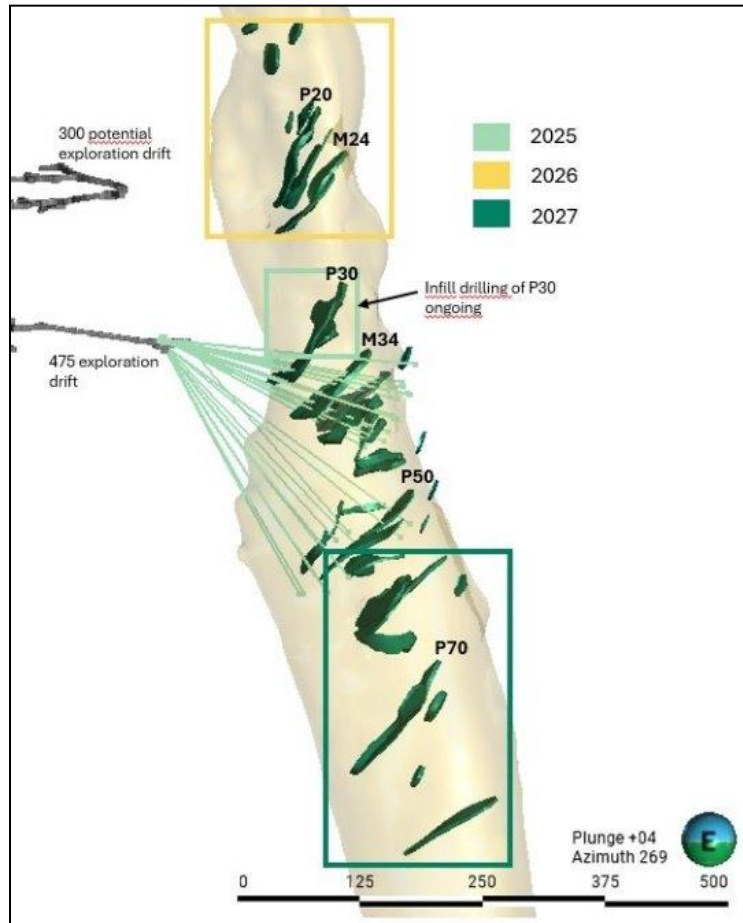 P20
M24
300 potential
exploration drift
2025
2026
2027
P30
Infill drilling of P30
ongoing
M34
475 exploration
drift
P50
P70
Plunge +04
Azimuth 269
E
0 125 250 375 500